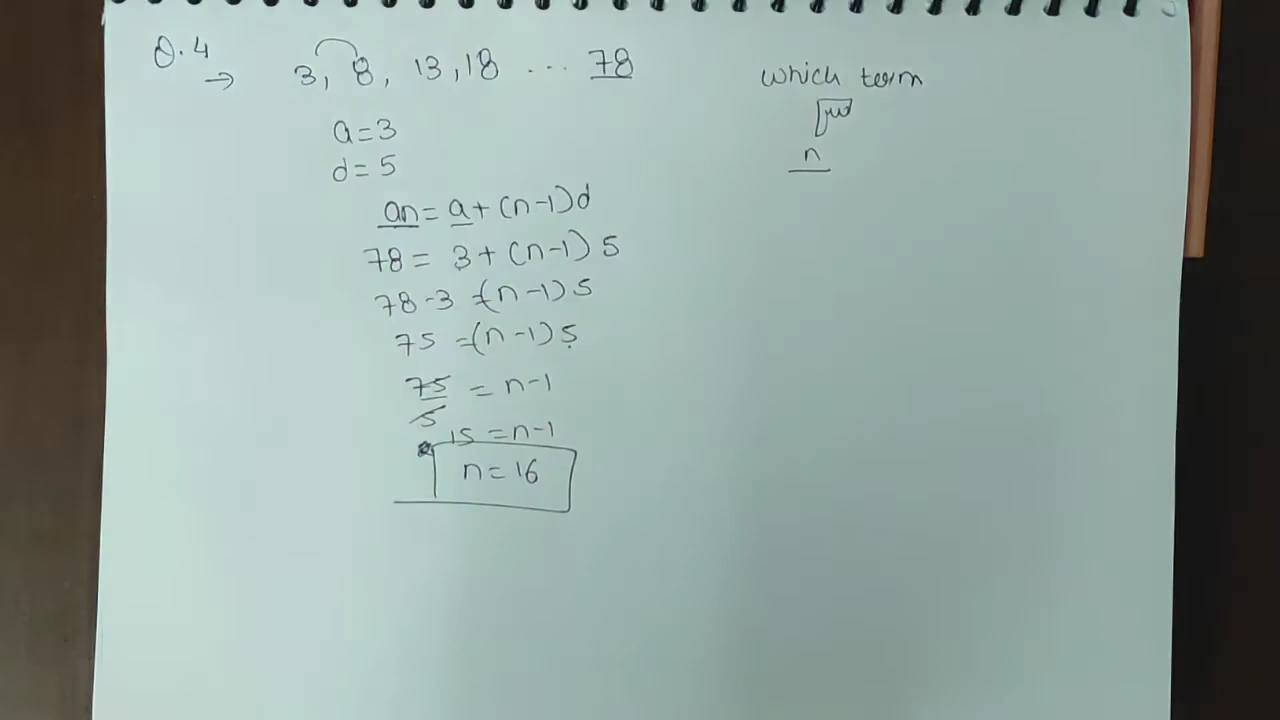 Q.4
→ 3, 8, 13, 18 ... 78
a = 3
d = 5
an = a + (n-1)d
78 = 3 + (n-1) 5
78 - 3 = (n-1) 5
75 = (n-1) 5
75/5 = n-1
15 = n-1
n = 16
which term
n